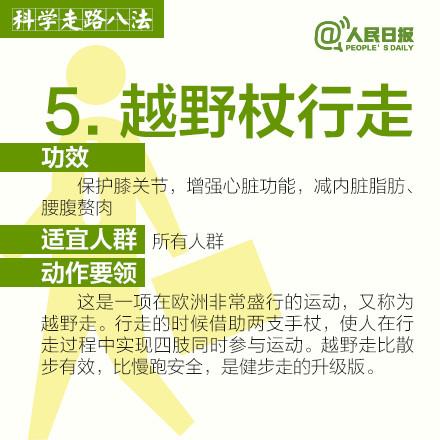 科学走路八法
@人民日报
PEOPLE'S DAILY
5. 越野杖行走
功效
保护膝关节，增强心脏功能，减内脏脂肪、
腰腹赘肉
适宜人群 所有人群
动作要领
这是一项在欧洲非常盛行的运动，又称为
越野走。行走的时候借助两支手杖，使人在行
走过程中实现四肢同时参与运动。越野走比散
步有效，比慢跑安全，是健步走的升级版。